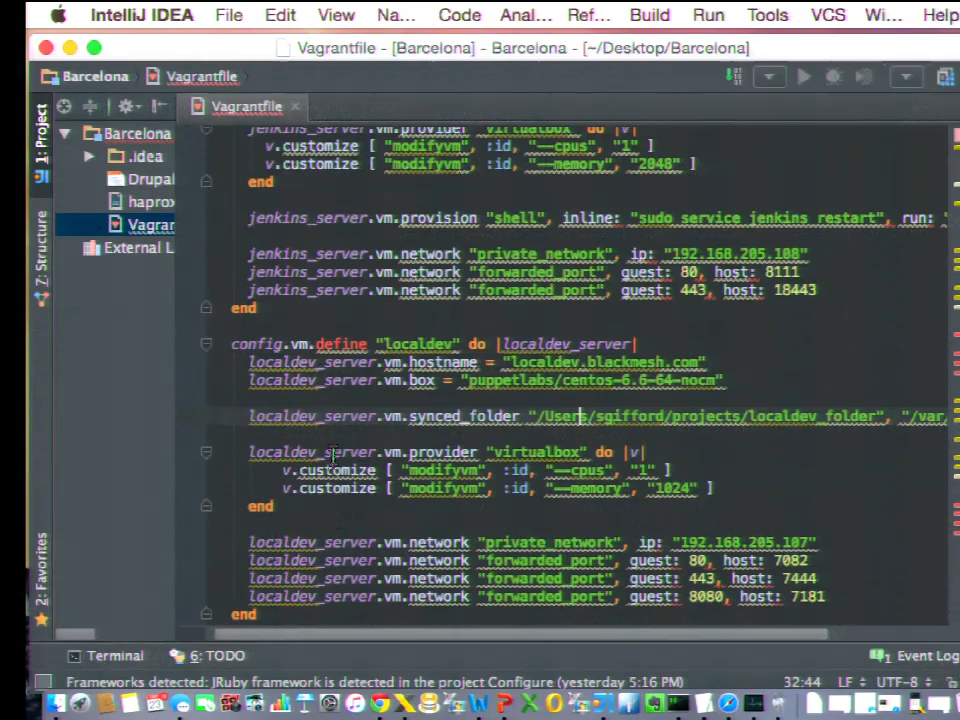 IntelliJ IDEA File Edit View Na... Code Anal... Ref... Build Run Tools VCS Wi... Help
Vagrantfile - [Barcelona] - Barcelona - [~/Desktop/Barcelona]
Barcelona Vagrantfile
Vagrantfile
1: Project
Barcelona
.idea
Drupal
haprox
Vagran
External L
Z: Structure
2: Favorites
jenkins_server.vm.provider "virtualbox" do |v|
v.customize [ "modifyvm", :id, "--cpus", "1" ]
v.customize [ "modifyvm", :id, "--memory", "2048" ]
end
jenkins_server.vm.provision "shell", inline: "sudo service jenkins restart", run: "
jenkins_server.vm.network "private_network", ip: "192.168.205.108"
jenkins_server.vm.network "forwarded_port", guest: 80, host: 8111
jenkins_server.vm.network "forwarded_port", guest: 443, host: 18443
end
config.vm.define "localdev" do |localdev_server|
localdev_server.vm.hostname = "localdev.blackmesh.com"
localdev_server.vm.box = "puppetlabs/centos-6.6-64-nocm"
localdev_server.vm.synced_folder "/Users/sgifford/projects/localdev_folder", "/var/
localdev_server.vm.provider "virtualbox" do |v|
v.customize [ "modifyvm", :id, "--cpus", "1" ]
v.customize [ "modifyvm", :id, "--memory", "1024" ]
end
localdev_server.vm.network "private_network", ip: "192.168.205.107"
localdev_server.vm.network "forwarded_port", guest: 80, host: 7082
localdev_server.vm.network "forwarded_port", guest: 443, host: 7444
localdev_server.vm.network "forwarded_port", guest: 8080, host: 7181
end
Terminal 6: TODO 1 Event Log
Frameworks detected: JRuby framework is detected in the project Configure (yesterday 5:16 PM) 32:44 LF UTF-8